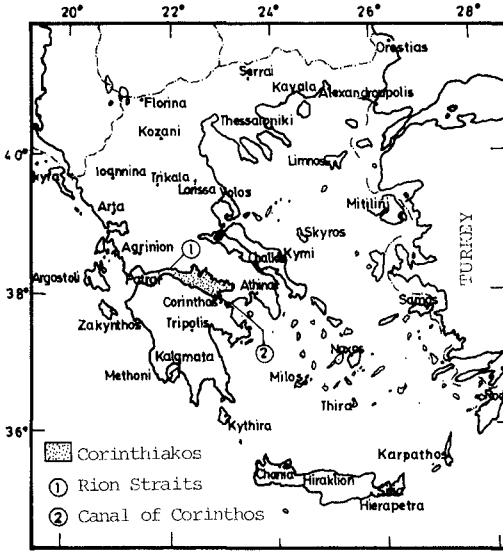 20° 22° 24° 26° 28°
Orestias
Serrai
Kavala
Alexandroupolis
Florina
Thessaloniki
Kozani
40°
Limnos
Ioannina
Trikala
Larissa
Volos
Mitilini
Arta
Skyros
Agrinion
1
Chalkis
Kymi
TURKEY
Argostoli
Patrai
Athinai
38°
Corinthos
Samos
Zakynthos
Tripolis
2
Kalamata
Naxos
Methoni
Milos
Thira
Kythira
36°
Corinthiakos
Karpathos
1 Rion Straits
Chania
Hiraklion
Sitia
2 Canal of Corinthos
Hierapetra